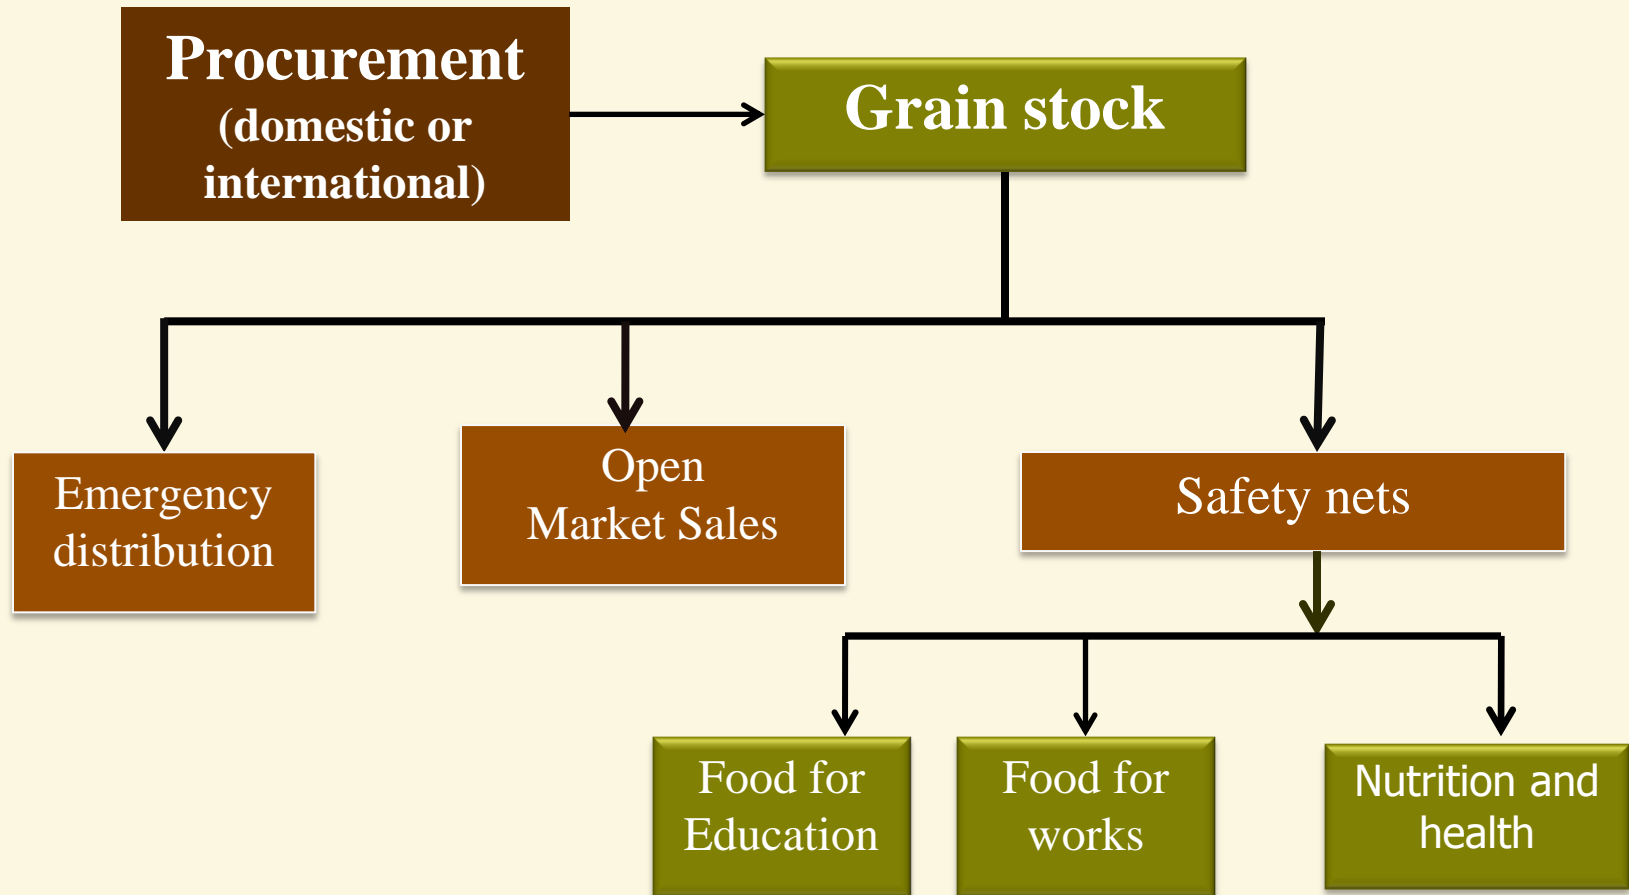 Procurement
(domestic or
international)
Grain stock
Emergency
distribution
Open
Market Sales
Safety nets
Food for
Education
Food for
works
Nutrition and
health